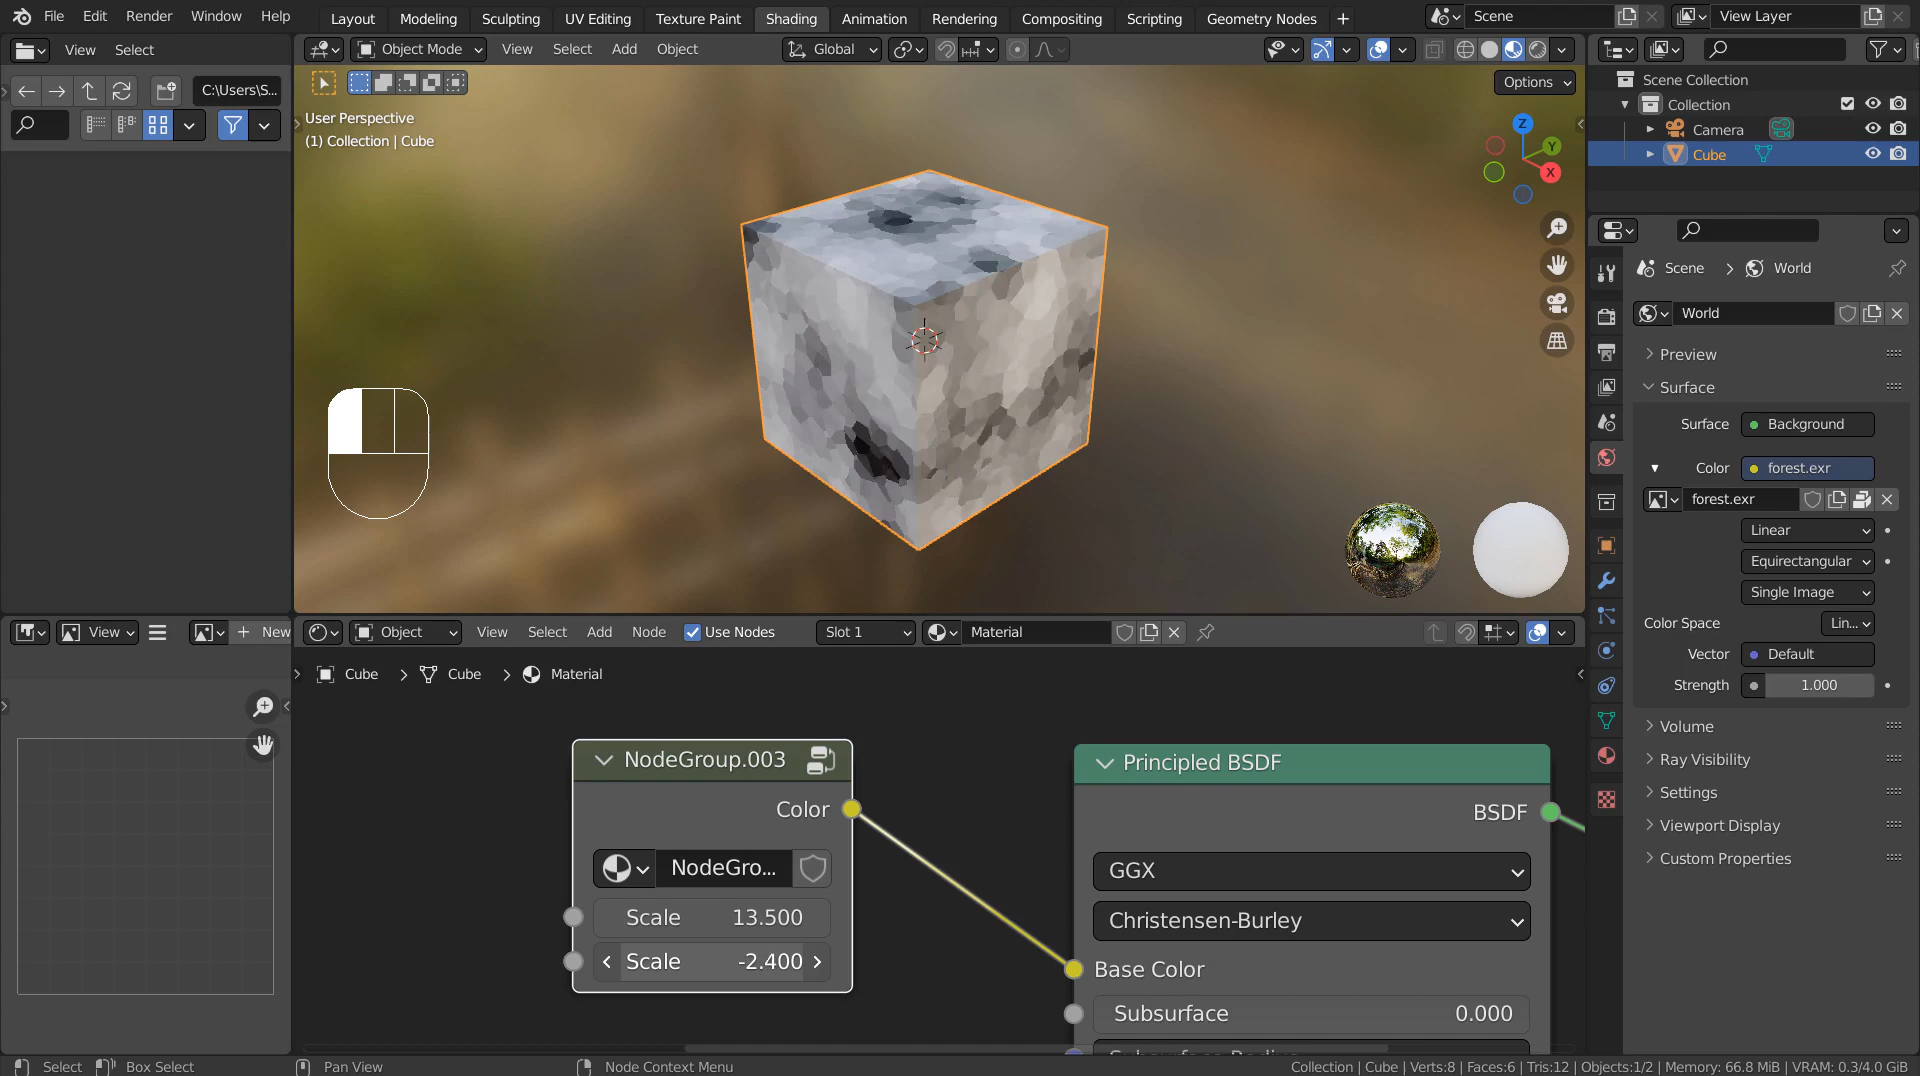 File Edit Render Window Help
Layout Modeling Sculpting UV Editing Texture Paint Shading Animation Rendering Compositing Scripting Geometry Nodes +
Scene
View Layer
View Select
Object Mode View Select Add Object
Global
C:\Users\S...
Options
User Perspective
(1) Collection | Cube
Z
Y
X
Scene Collection
Collection
Camera
Cube
Scene > World
World
Preview
Surface
Surface Background
Color forest.exr
forest.exr
Linear
Equirectangular
Single Image
Color Space Lin...
Vector Default
Strength 1.000
Volume
Ray Visibility
Settings
Viewport Display
Custom Properties
View
+ New
Object View Select Add Node Use Nodes Slot 1 Material
Cube > Cube > Material
NodeGroup.003
Color
NodeGro...
Scale 13.500
Scale -2.400
Principled BSDF
BSDF
GGX
Christensen-Burley
Base Color
Subsurface 0.000
Select Box Select Pan View Node Context Menu
Collection | Cube | Verts:8 | Faces:6 | Tris:12 | Objects:1/2 | Memory: 66.8 MiB | VRAM: 0.3/4.0 GiB